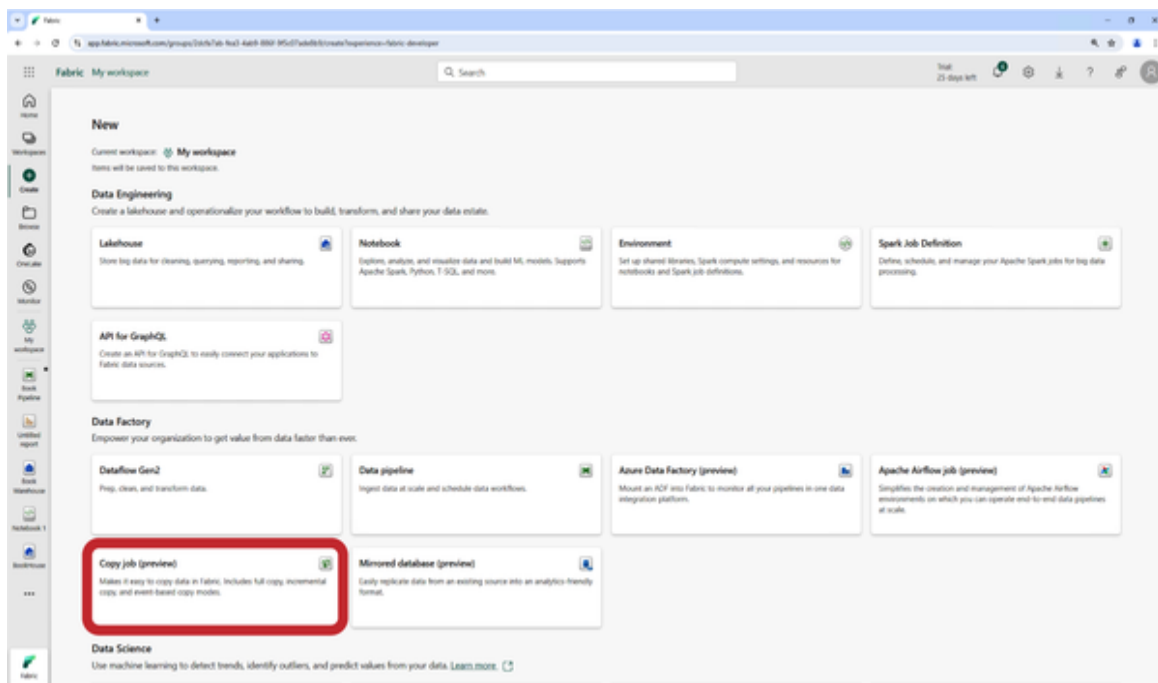 Fabric
app.fabric.microsoft.com/groups/
Fabric My workspace
Search
Trial:
25 days left
Home
Workspaces
Create
Browse
OneLake
Monitor
My
workspace
Book
Pipeline
Untitled
report
Book
Warehouse
Notebook 1
BookHouse
Fabric
New
Current workspace: My workspace
Items will be saved to this workspace.
Data Engineering
Create a lakehouse and operationalize your workflow to build, transform, and share your data estate.
Lakehouse
Store big data for cleaning, querying, reporting, and sharing.
Notebook
Explore, analyze, and visualize data and build ML models. Supports
Apache Spark, Python, T-SQL, and more.
Environment
Set up shared libraries, Spark compute settings, and resources for
notebooks and Spark job definitions.
Spark Job Definition
Define, schedule, and manage your Apache Spark jobs for big data
processing.
API for GraphQL
Create an API for GraphQL to easily connect your applications to
Fabric data sources.
Data Factory
Empower your organization to get value from data faster than ever.
Dataflow Gen2
Prep, clean, and transform data.
Data pipeline
Ingest data at scale and schedule data workflows.
Azure Data Factory (preview)
Mount an ADF into Fabric to monitor all your pipelines in one data
integration platform.
Apache Airflow job (preview)
Simplifies the creation and management of Apache Airflow
environments on which you can operate end-to-end data pipelines
at scale.
Copy job (preview)
Makes it easy to copy data in Fabric. Includes full copy, incremental
copy, and event-based copy modes.
Mirrored database (preview)
Easily replicate data from an existing source into an analytics-friendly
format.
Data Science
Use machine learning to detect trends, identify outliers, and predict values from your data. Learn more.